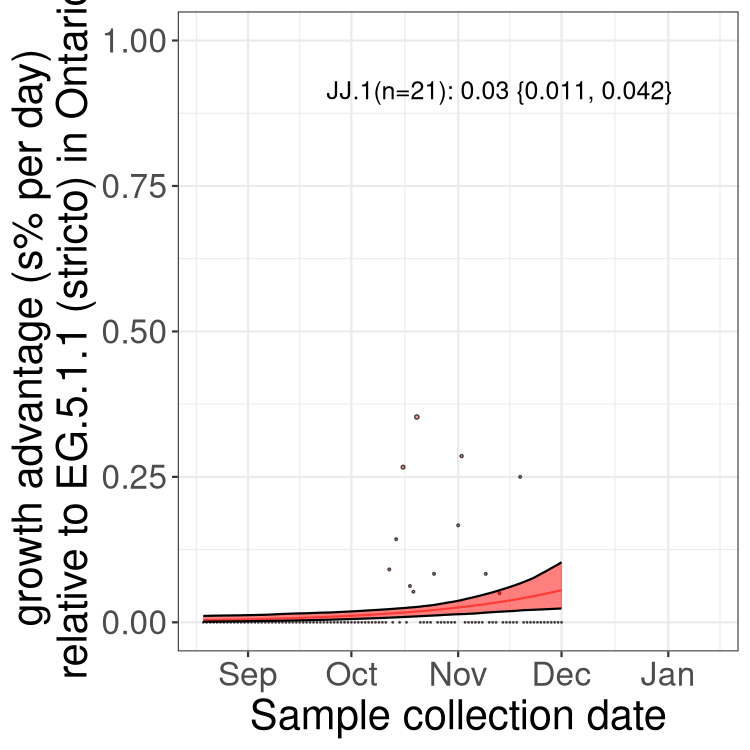 growth advantage (s% per day)
relative to EG.5.1.1 (stricto) in Ontario
1.00
0.75
0.50
0.25
0.00
JJ.1(n=21): 0.03 {0.011, 0.042}
Sep Oct Nov Dec Jan
Sample collection date